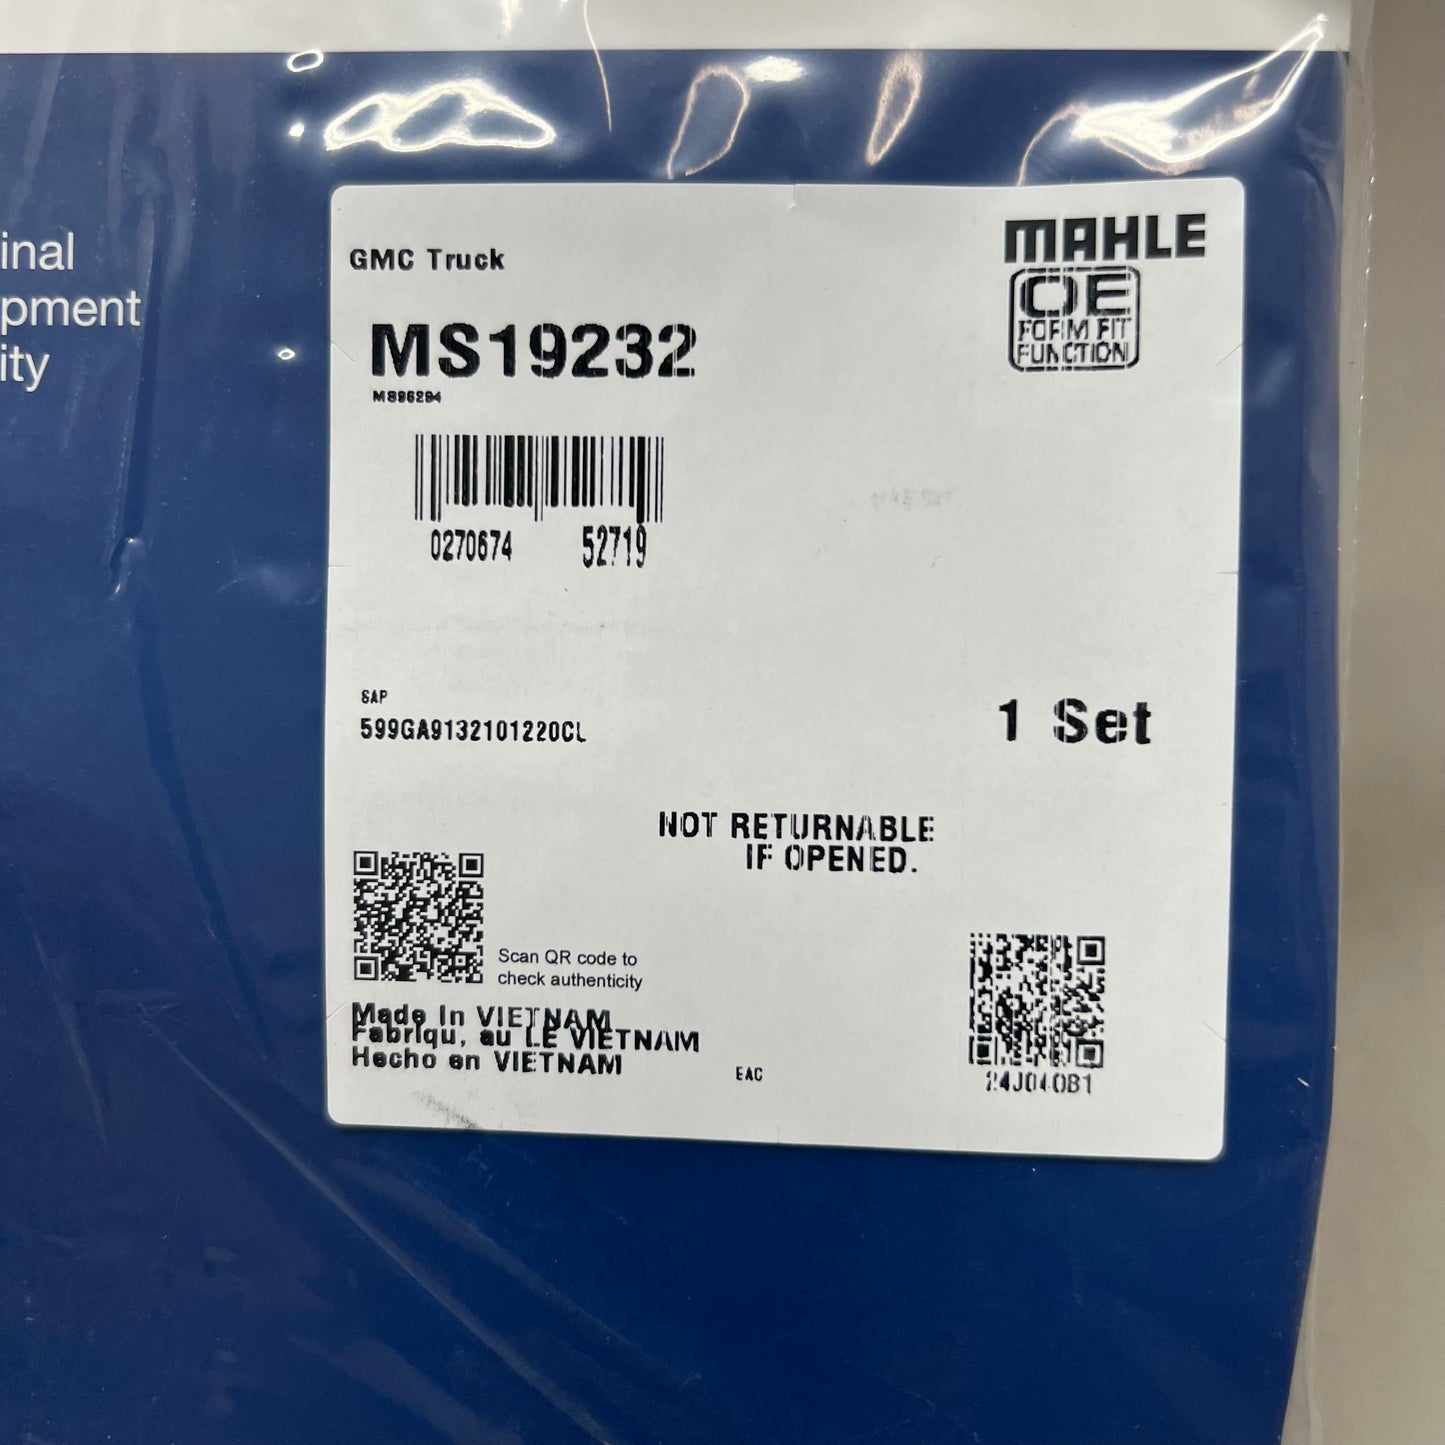 inal
pment
ity
GMC Truck
MAHLE
OE
FORM FIT
FUNCTION
MS19232
MS96294
0270674 52719
SAP
599GA9132101220CL
1 Set
NOT RETURNABLE
IF OPENED.
Scan QR code to
check authenticity
Made In VIETNAM
Fabriqu, au LE VIETNAM
Hecho en VIETNAM
EAC
24J040B1